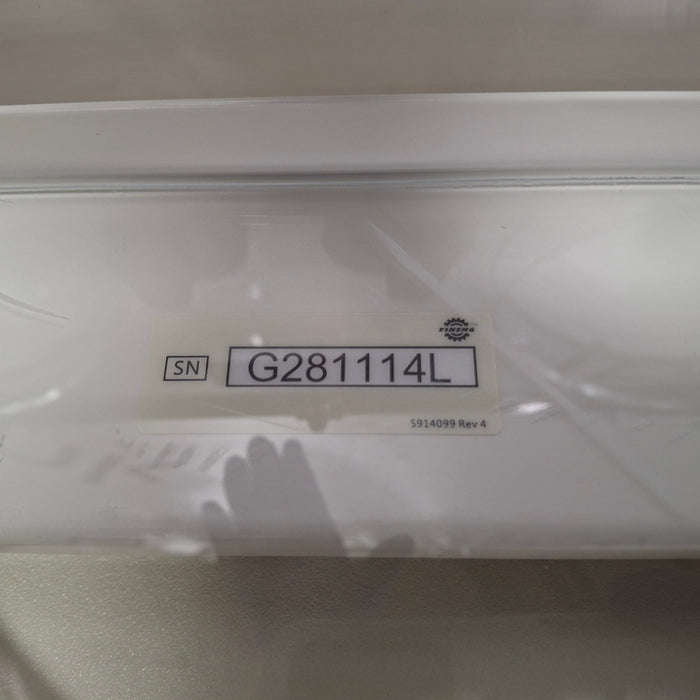 YIHENG
SN
G281114L
5914099 Rev 4